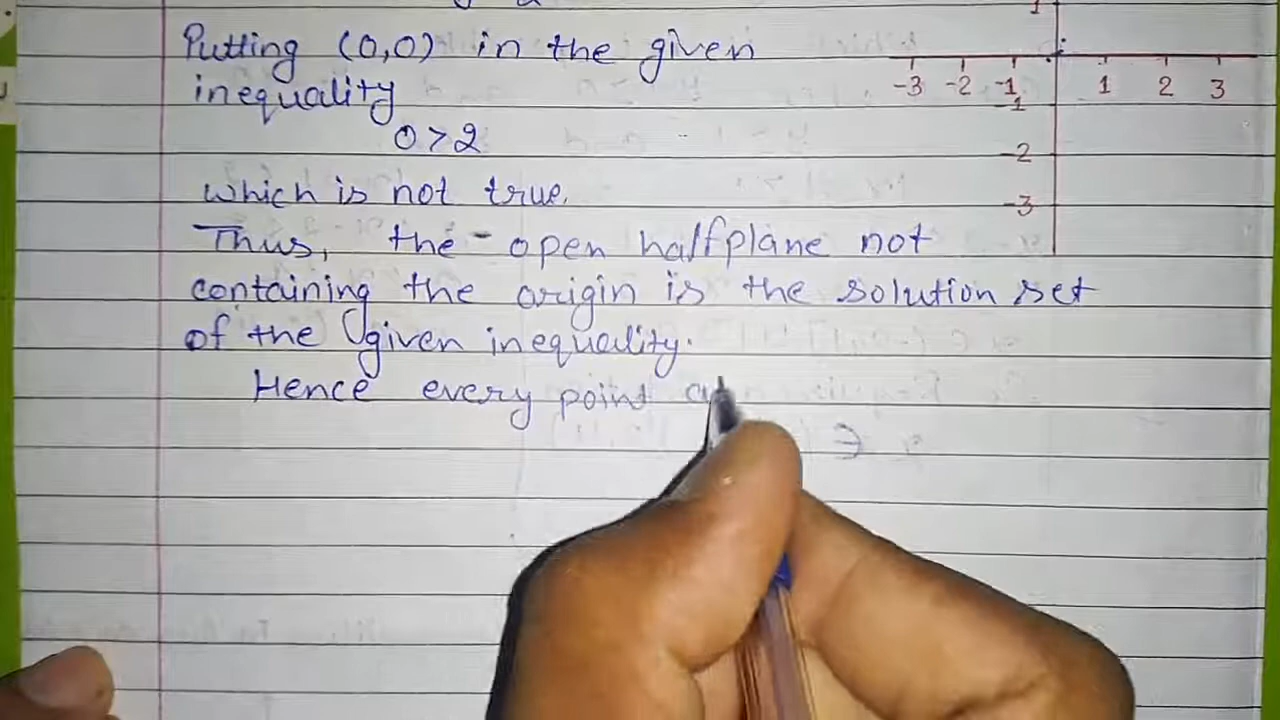 Putting (0,0) in the given
inequality
0 > 2
which is not true.
Thus, the open halfplane not
containing the origin is the solution set
of the given inequality.
Hence every point
1
-3 -2 -1 1 2 3
-1
-2
-3